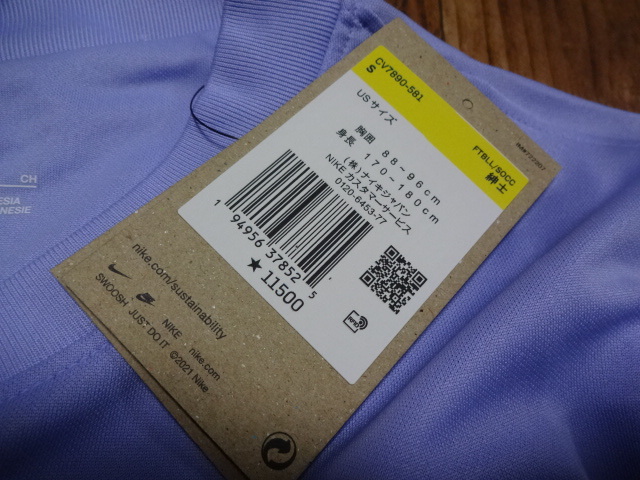 CV7890-581
S
FTBLL/SOCC
紳士
USサイズ
胸囲 88~96cm
身長 170~180cm
(株)ナイキジャパン
NIKEカスタマーサービス
0120-6453-77
1 94956 37852 5
★11500
RFID
nike.com/sustainability
NIKE nike.com
SWOOSH JUST DO IT ©2021 Nike
CH
ESIA
NESIE